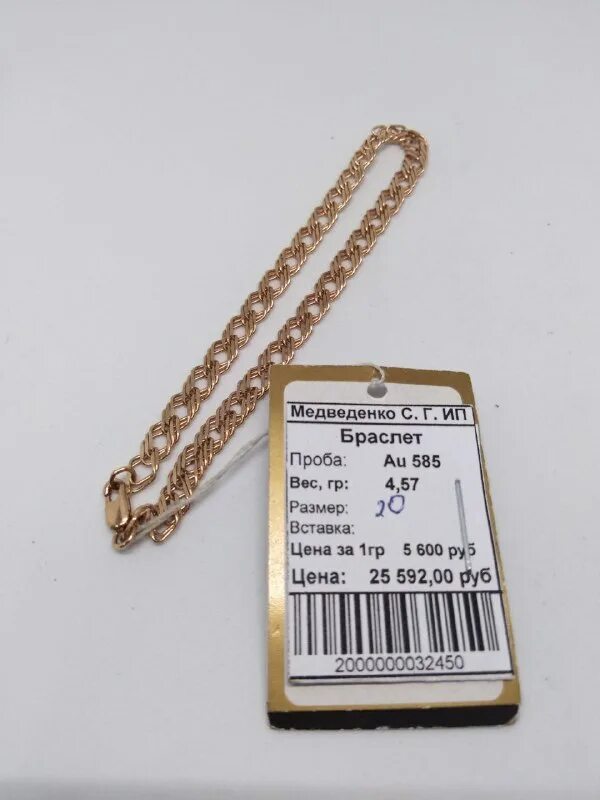 Медведенко С. Г. ИП
Браслет
Проба: Au 585
Вес, гр: 4,57
Размер: 20
Вставка:
Цена за 1гр 5 600 руб
Цена: 25 592,00 руб
2000000032450